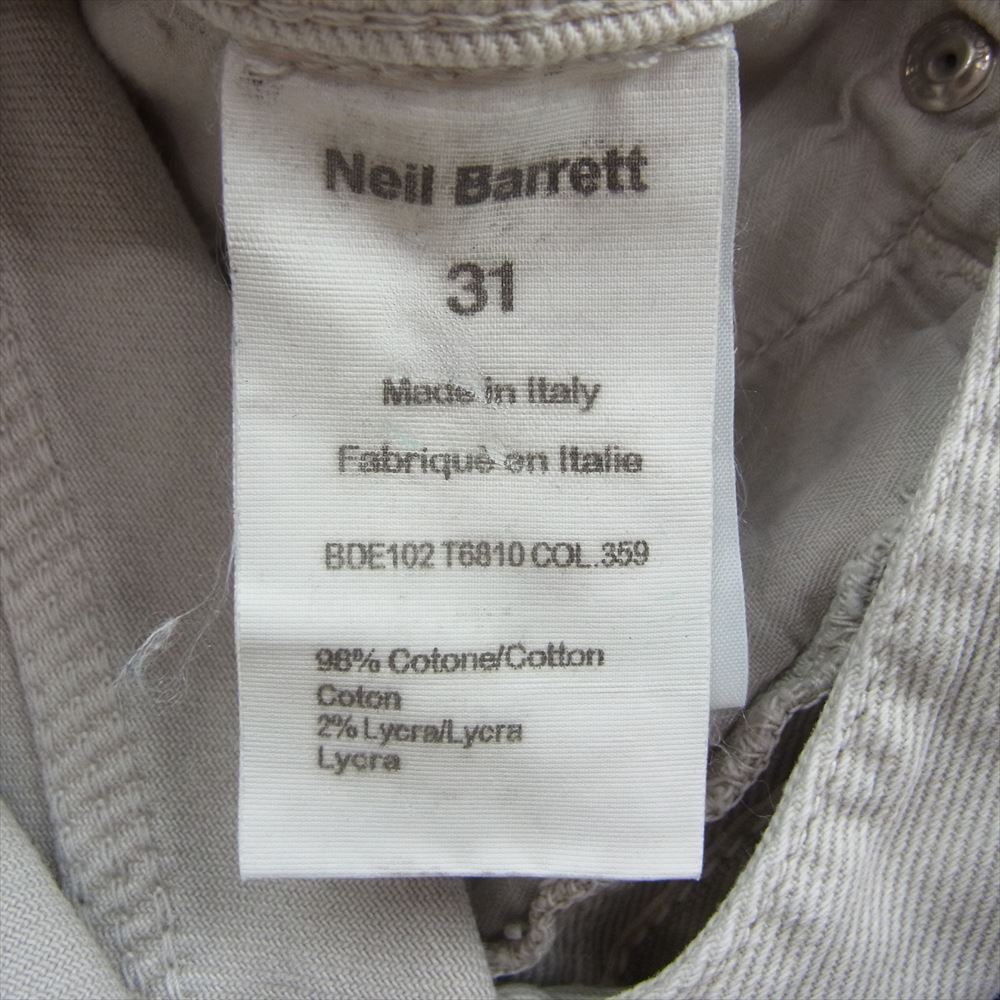 Neil Barrett
31
Made in Italy
Fabriquè en Italie
BDE102 T6810 COL.359
98% Cotone/Cotton
Coton
2% Lycra/Lycra
Lycra